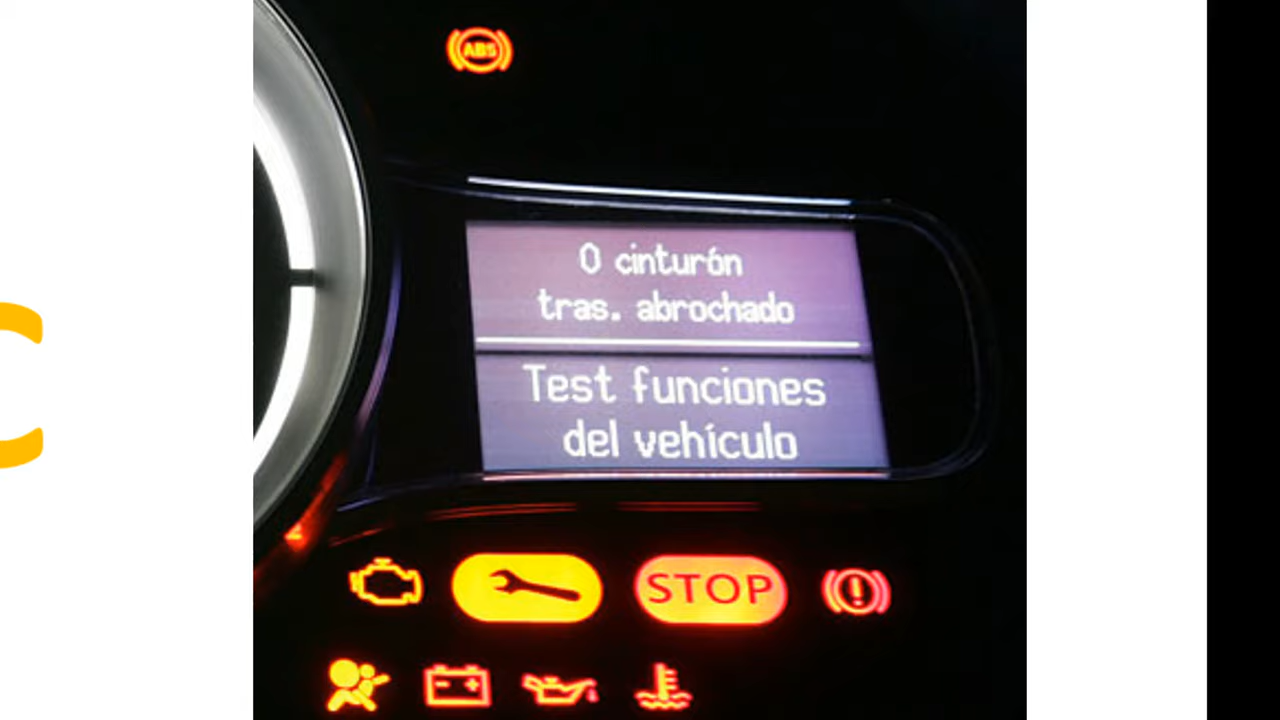 ABS
0 cinturón
tras. abrochado
Test funciones
del vehículo
STOP